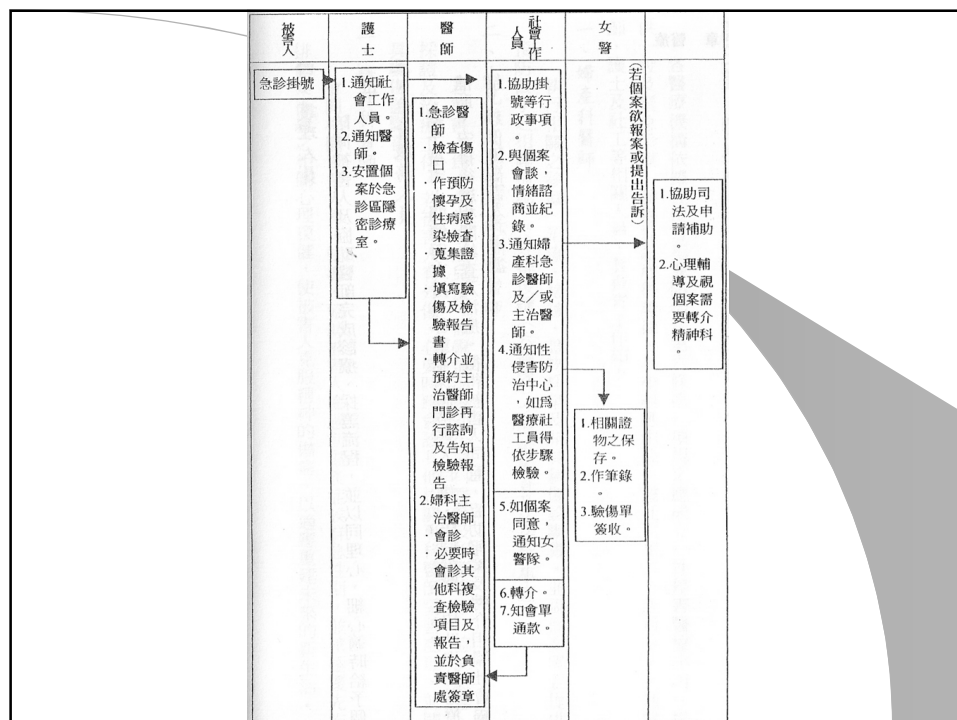 被害人
急診掛號
護士
1.通知社
會工作
人員。
2.通知醫
師。
3.安置個
案於急
診區隱
密診療
室。
醫師
1.急診醫
師
·檢查傷
口
·作預防
懷孕及
性病感
染檢查
·蒐集證
據
·填寫驗
傷及檢
驗報告
書
·轉介並
預約主
治醫師
門診再
行諮詢
及告知
檢驗報
告
2.婦科主
治醫師
·會診
·必要時
會診其
他科複
查檢驗
項目及
報告，
並於負
責醫師
處簽章
社會工作
人員
1.協助掛
號等行
政事項
。
2.與個案
會談，
情緒諮
商並紀
錄。
3.通知婦
產科急
診醫師
及／或
主治醫
師。
4.通知性
侵害防
治中心
，如爲
醫療社
工員得
依步驟
檢驗。
5.如個案
同意，
通知女
警隊。
6.轉介。
7.知會單
通款。
女警
（若個案欲報案或提出告訴）
1.相關證
物之保
存。
2.作筆錄
。
3.驗傷單
簽收。
1.協助司
法及申
請補助
。
2.心理輔
導及視
個案需
要轉介
精神科
。